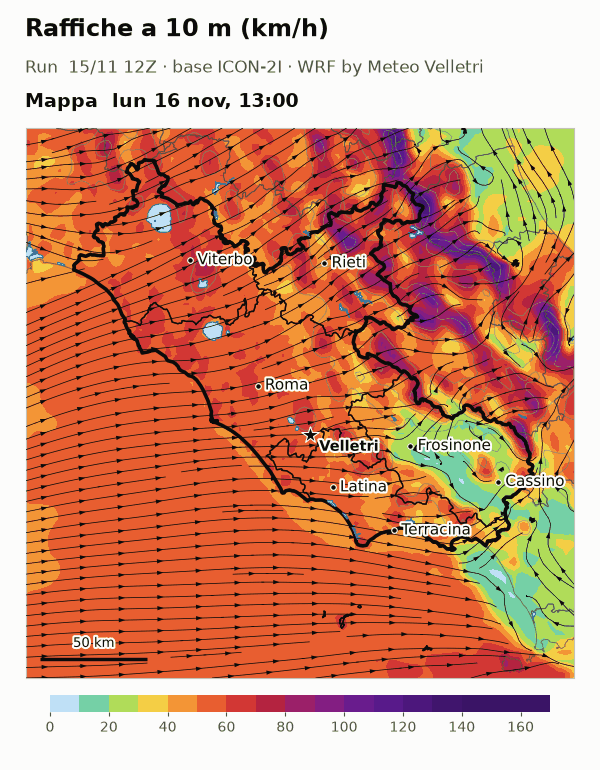 Raffiche a 10 m (km/h)
Run 15/11 12Z · base ICON-2I · WRF by Meteo Velletri
Mappa lun 16 nov, 13:00
Viterbo
Rieti
Roma
Velletri
Frosinone
Cassino
Latina
Terracina
50 km
0 20 40 60 80 100 120 140 160